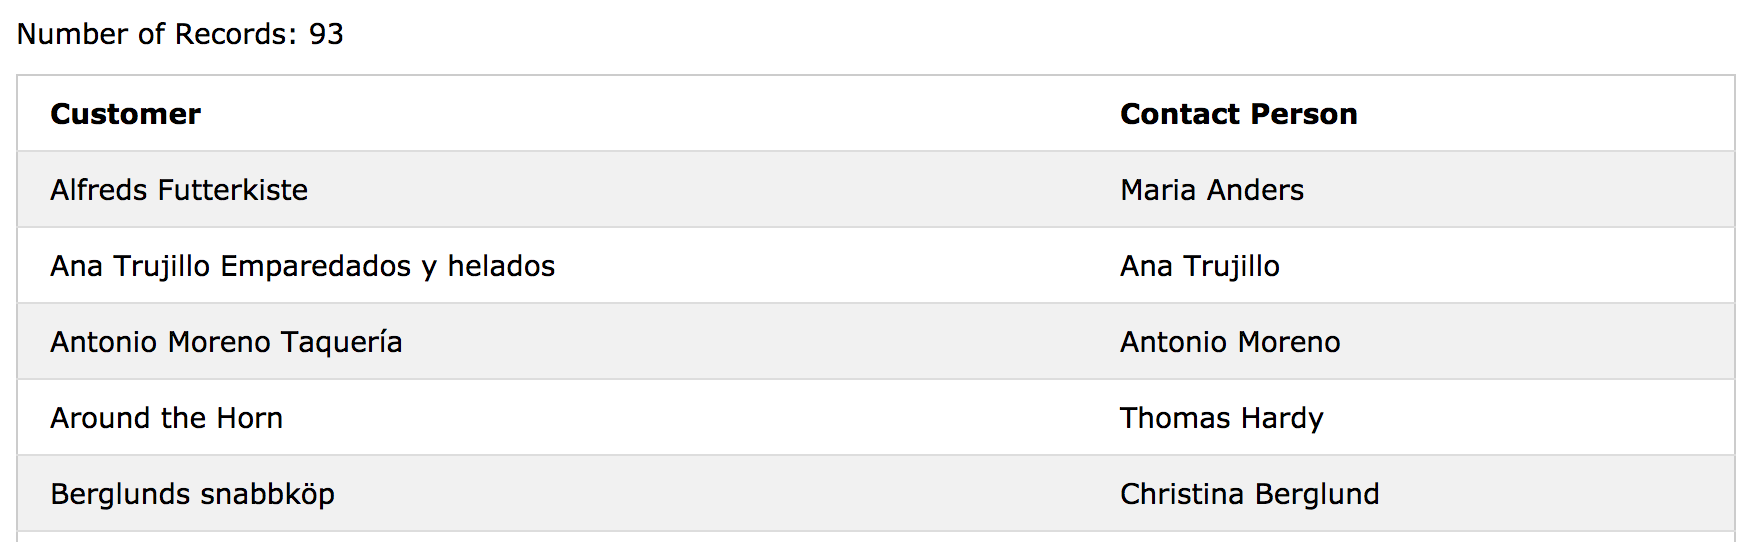 Number of Records: 93
Customer Contact Person
Alfreds Futterkiste Maria Anders
Ana Trujillo Emparedados y helados Ana Trujillo
Antonio Moreno Taquería Antonio Moreno
Around the Horn Thomas Hardy
Berglunds snabbköp Christina Berglund